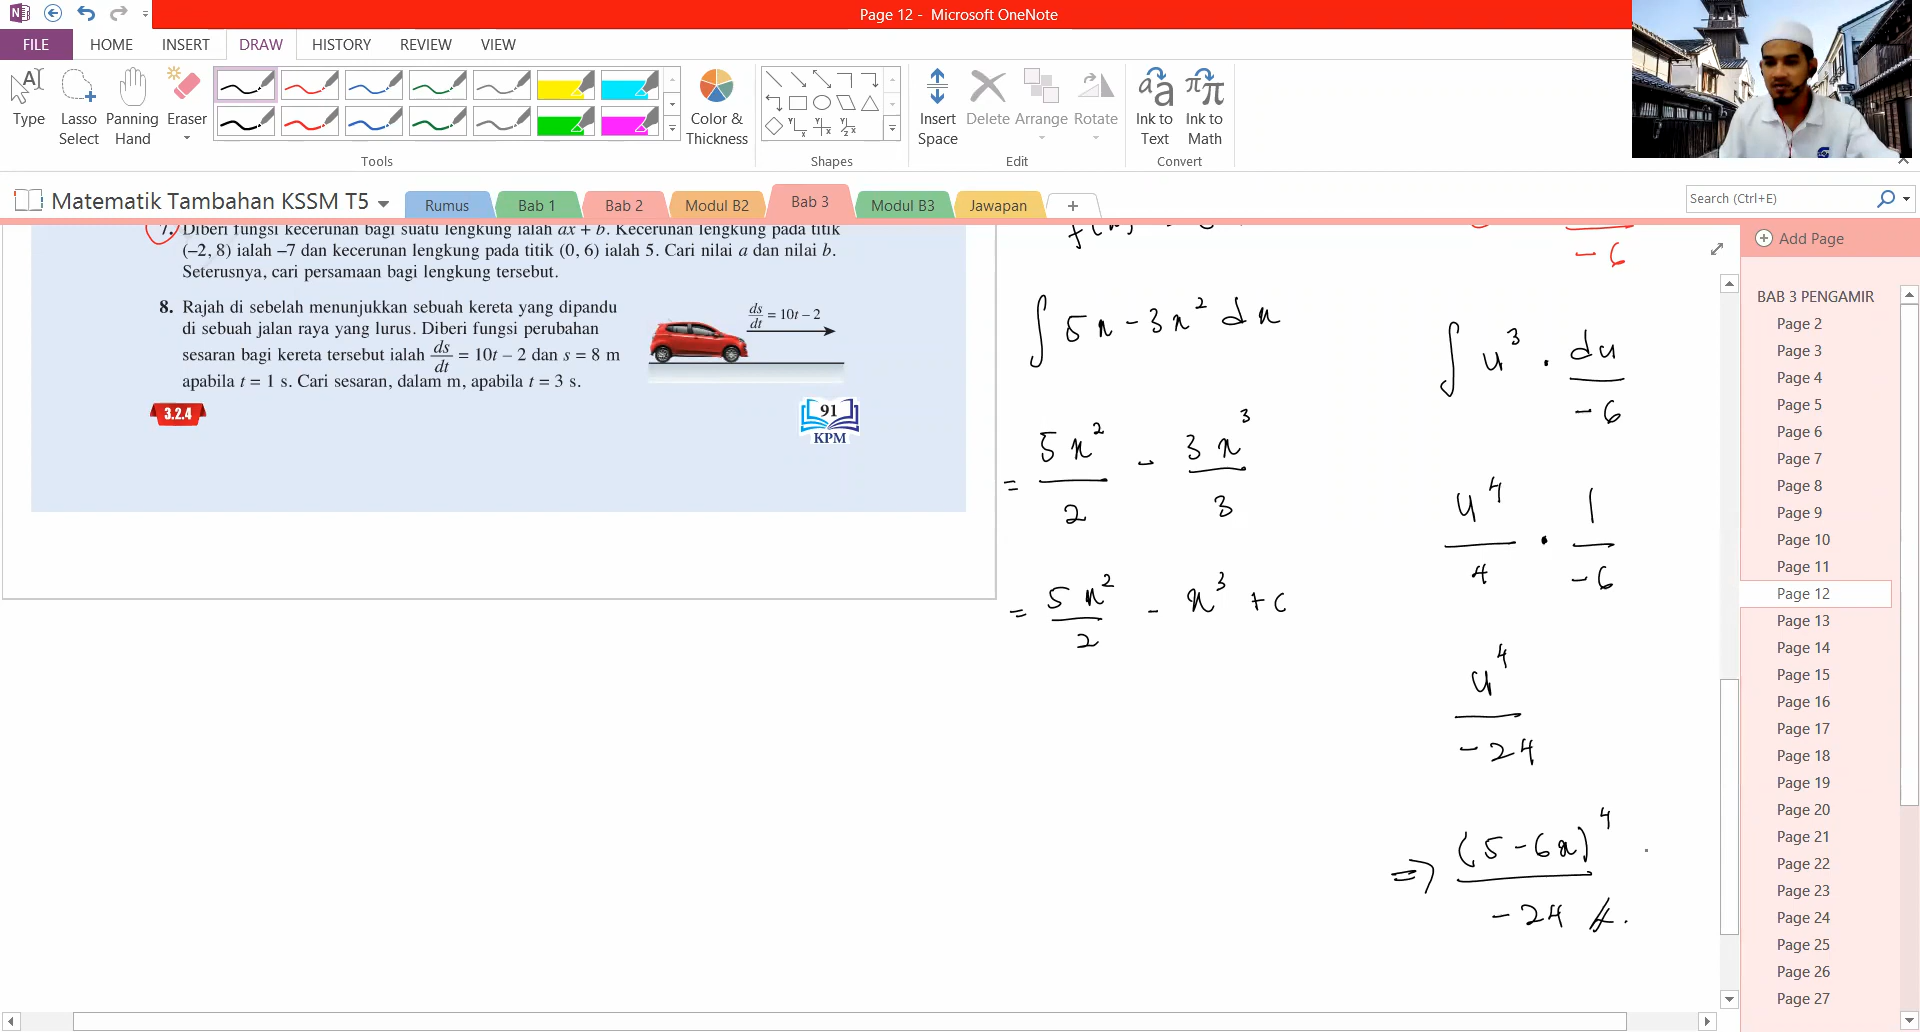 Page 12 - Microsoft OneNote
FILE HOME INSERT DRAW HISTORY REVIEW VIEW
Type
Lasso Select
Panning Hand
Eraser
Color & Thickness
Insert Space
Delete
Arrange
Rotate
Ink to Text
Ink to Math
Tools
Shapes
Edit
Convert
Matematik Tambahan KSSM T5
Rumus
Bab 1
Bab 2
Modul B2
Bab 3
Modul B3
Jawapan
+
Search (Ctrl+E)
7. Diberi fungsi kecerunan bagi suatu lengkung ialah ax + b. Kecerunan lengkung pada titik
(–2, 8) ialah –7 dan kecerunan lengkung pada titik (0, 6) ialah 5. Cari nilai a dan nilai b.
Seterusnya, cari persamaan bagi lengkung tersebut.
8. Rajah di sebelah menunjukkan sebuah kereta yang dipandu
di sebuah jalan raya yang lurus. Diberi fungsi perubahan
sesaran bagi kereta tersebut ialah ds/dt = 10t – 2 dan s = 8 m
apabila t = 1 s. Cari sesaran, dalam m, apabila t = 3 s.
ds/dt = 10t – 2
3.2.4
91
KPM
∫ 5x - 3x² dx
= 5x²/2 - 3x³/3
= 5x²/2 - x³ + c
-6
∫ u³ · du/-6
u⁴/4 · 1/-6
u⁴/-24
⇒ (5-6x)⁴/-24
Add Page
BAB 3 PENGAMIR
Page 2
Page 3
Page 4
Page 5
Page 6
Page 7
Page 8
Page 9
Page 10
Page 11
Page 12
Page 13
Page 14
Page 15
Page 16
Page 17
Page 18
Page 19
Page 20
Page 21
Page 22
Page 23
Page 24
Page 25
Page 26
Page 27